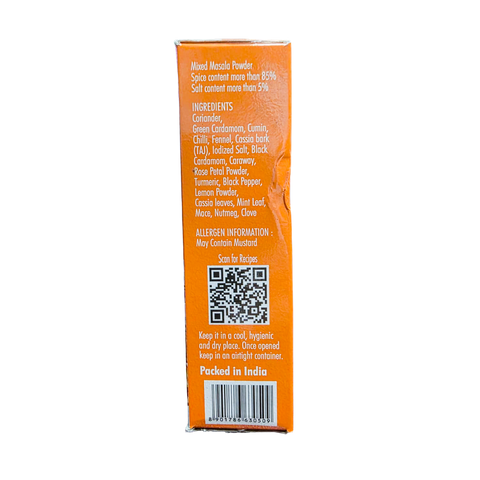 Mixed Masala Powder
Spice content more than 85%
Salt content more than 5%
INGREDIENTS
Coriander,
Green Cardamom, Cumin,
Chilli, Fennel, Cassia bark
(TAJ), Iodized Salt, Black
Cardamom, Caraway,
Rose Petal Powder,
Turmeric, Black Pepper,
Lemon Powder,
Cassia leaves, Mint Leaf,
Mace, Nutmeg, Clove
ALLERGEN INFORMATION :
May Contain Mustard
Scan for Recipes
Keep it in a cool, hygienic
and dry place. Once opened
keep in an airtight container.
Packed in India
8 901786 630509